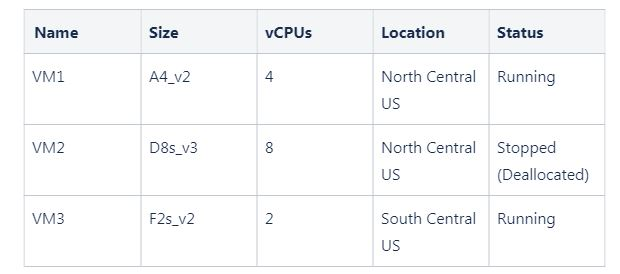 Name Size vCPUs Location Status
VM1 A4_v2 4 North Central Running
US
VM2 D8s_v3 8 North Central Stopped
US (Deallocated)
VM3 F2s_v2 2 South Central Running
US